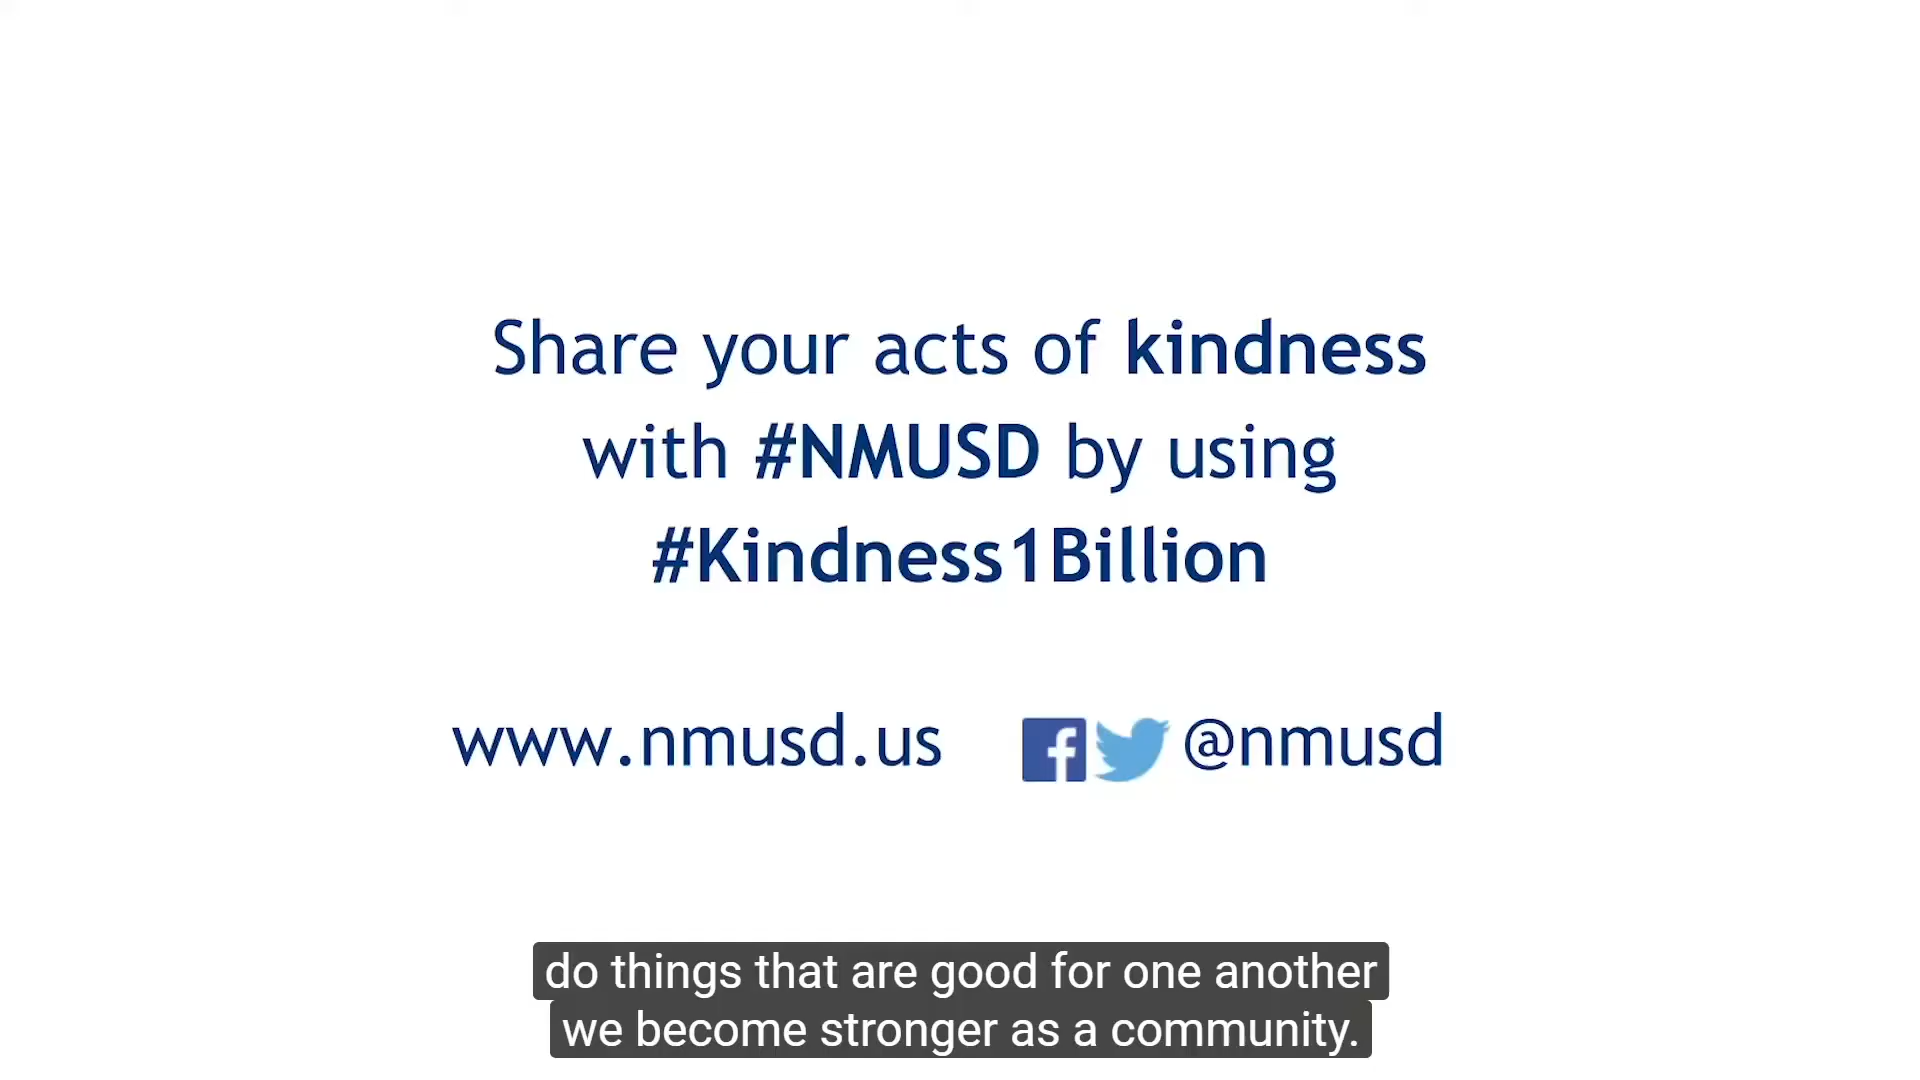 Share your acts of kindness
with #NMUSD by using
#Kindness1Billion
www.nmusd.us @nmusd
do things that are good for one another
we become stronger as a community.